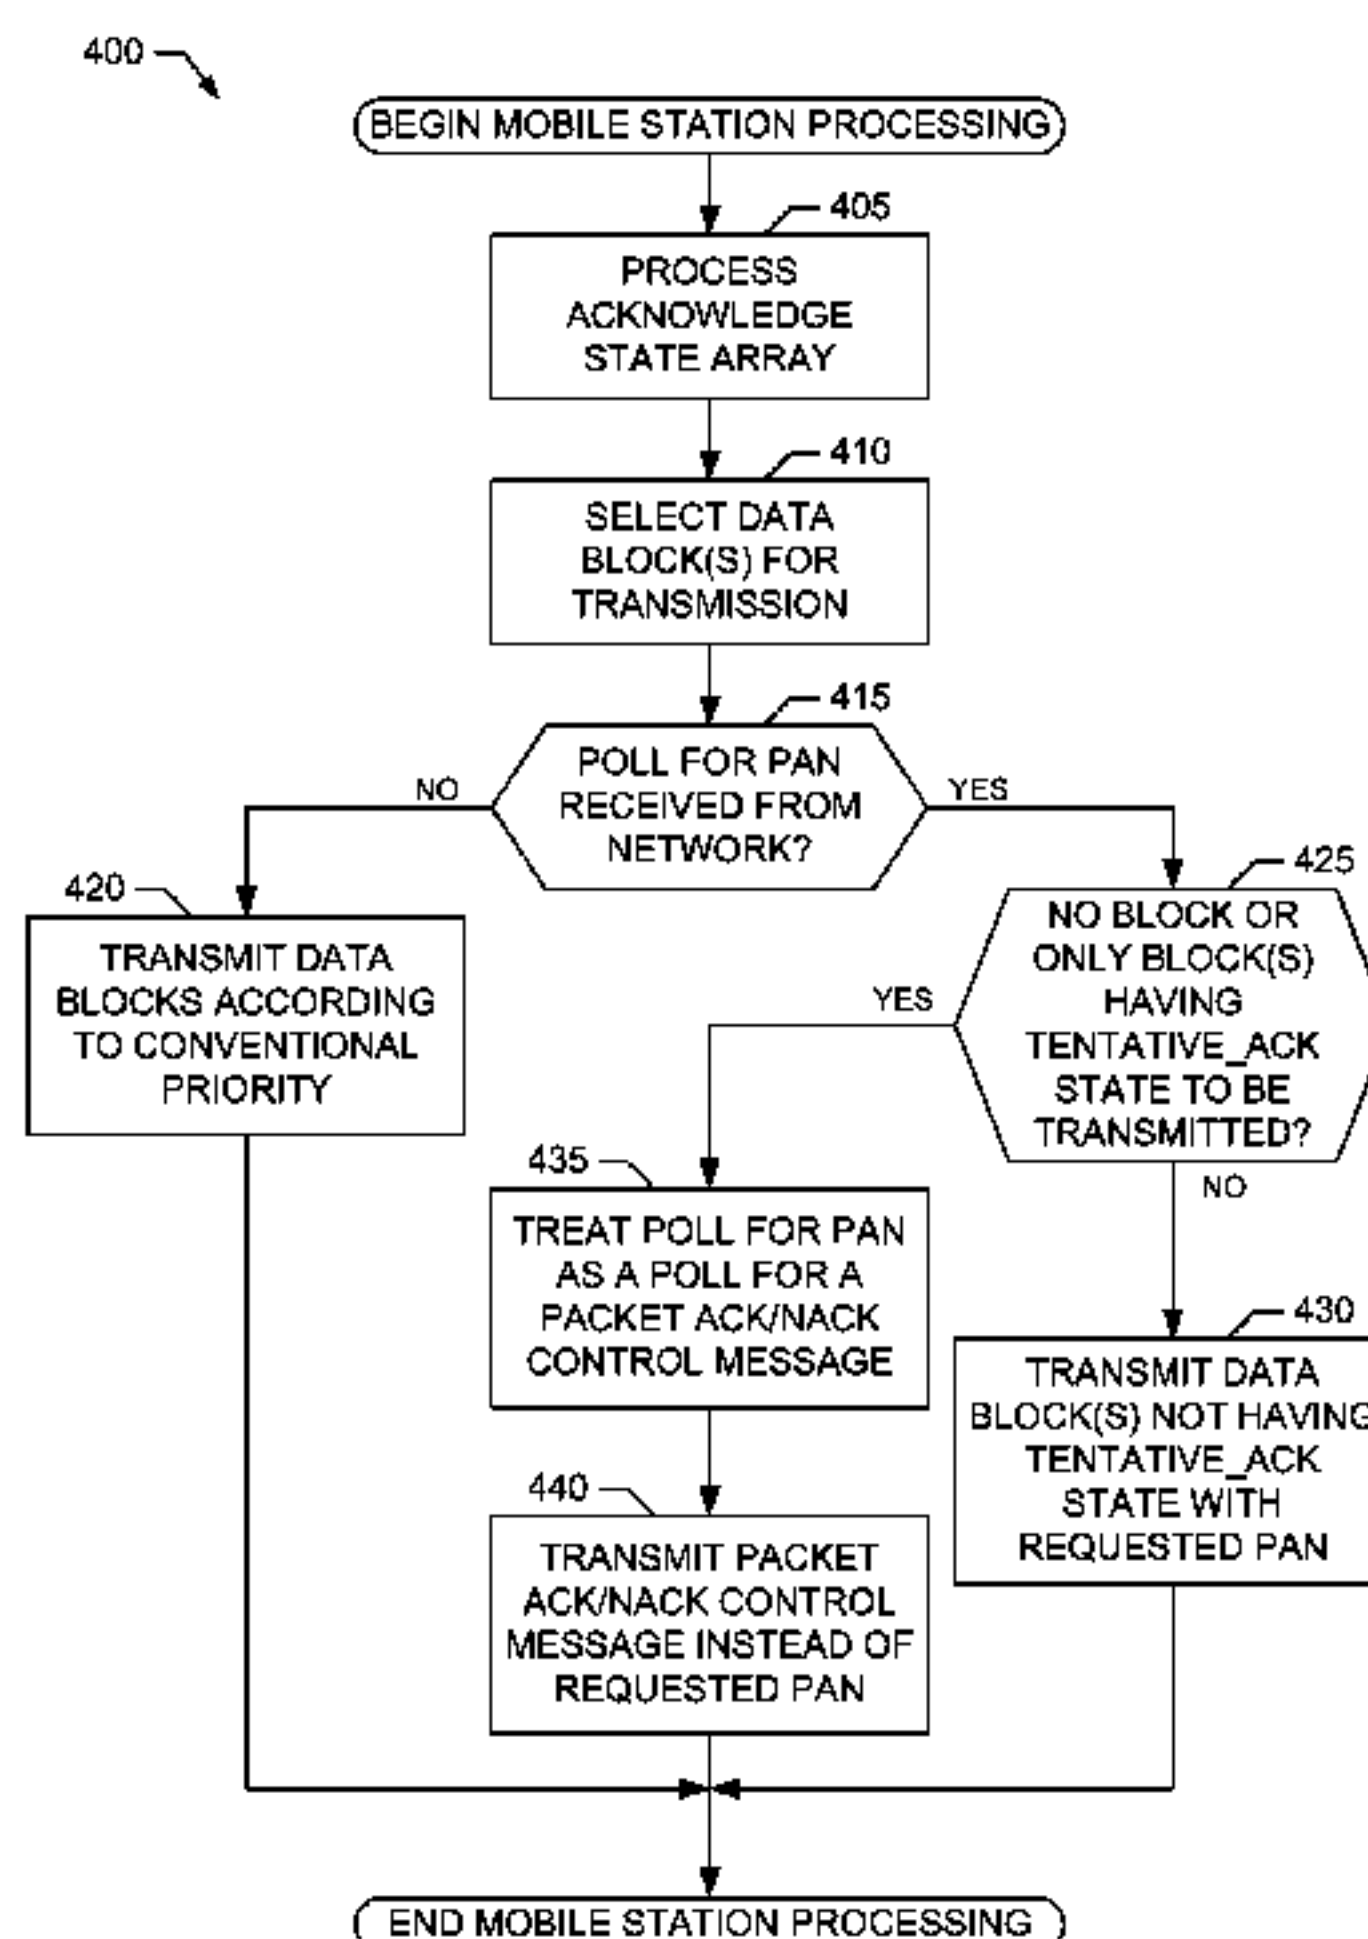 400
BEGIN MOBILE STATION PROCESSING
405
PROCESS
ACKNOWLEDGE
STATE ARRAY
410
SELECT DATA
BLOCK(S) FOR
TRANSMISSION
415
POLL FOR PAN
RECEIVED FROM
NETWORK?
NO
YES
420
TRANSMIT DATA
BLOCKS ACCORDING
TO CONVENTIONAL
PRIORITY
425
NO BLOCK OR
ONLY BLOCK(S)
HAVING
TENTATIVE_ACK
STATE TO BE
TRANSMITTED?
YES
NO
435
TREAT POLL FOR PAN
AS A POLL FOR A
PACKET ACK/NACK
CONTROL MESSAGE
430
TRANSMIT DATA
BLOCK(S) NOT HAVING
TENTATIVE_ACK
STATE WITH
REQUESTED PAN
440
TRANSMIT PACKET
ACK/NACK CONTROL
MESSAGE INSTEAD OF
REQUESTED PAN
END MOBILE STATION PROCESSING